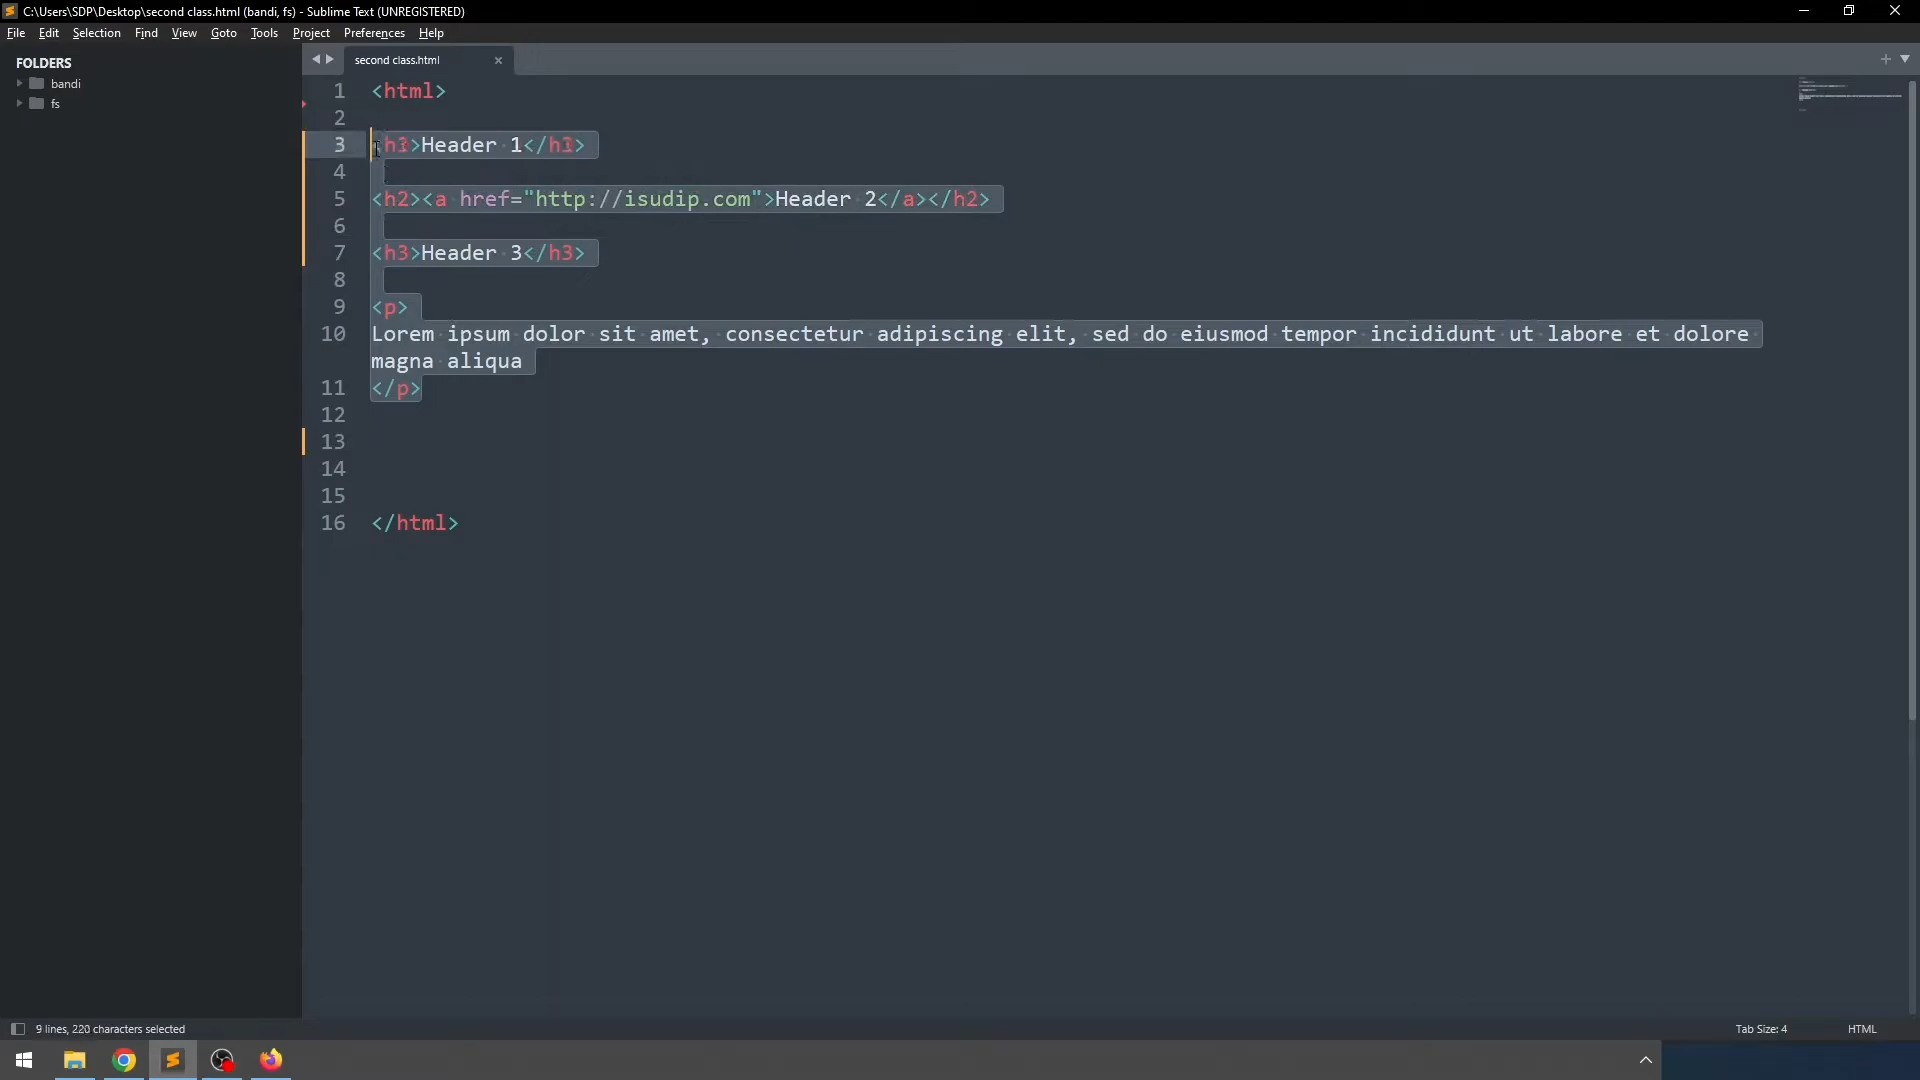 C:\Users\SDP\Desktop\second class.html (bandi, fs) - Sublime Text (UNREGISTERED)
File Edit Selection Find View Goto Tools Project Preferences Help
FOLDERS
bandi
fs
second class.html
1 <html>
2
3 >Header 1</
4
5 <h2><a href="http://isudip.com">Header 2</a></h2>
6
7 <h3>Header 3</h3>
8
9 <p>
10 Lorem ipsum dolor sit amet, consectetur adipiscing elit, sed do eiusmod tempor incididunt ut labore et dolore
magna aliqua
11 </p>
12
13
14
15
16 </html>
9 lines, 220 characters selected
Tab Size: 4
HTML